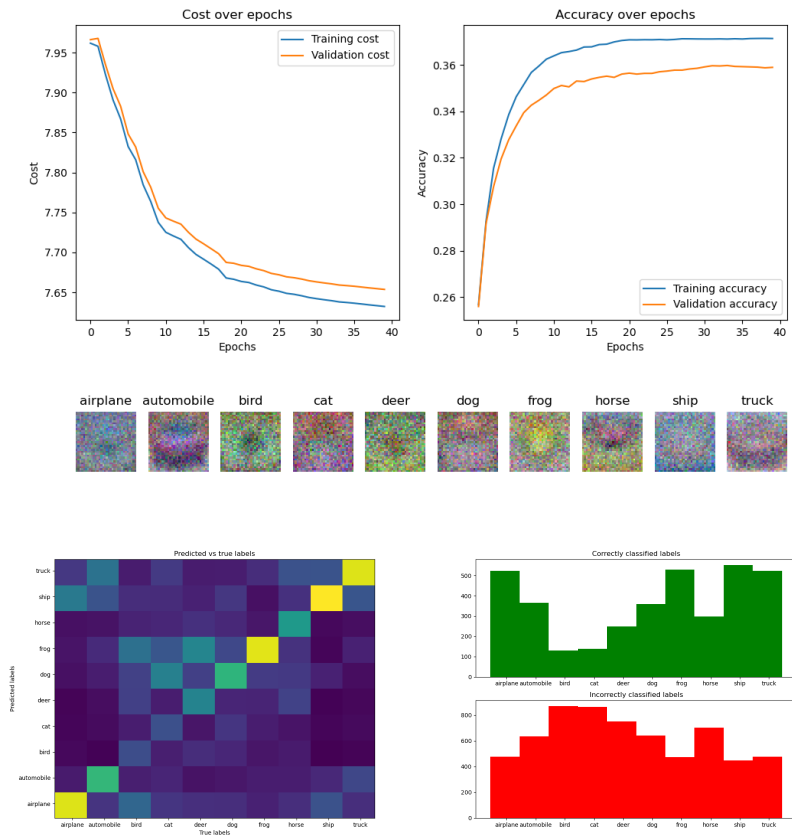 Cost over epochs
Accuracy over epochs
7.95
7.90
7.85
7.80
7.75
7.70
7.65
Cost
Training cost
Validation cost
0 5 10 15 20 25 30 35 40
Epochs
0.36
0.34
0.32
0.30
0.28
0.26
Accuracy
Training accuracy
Validation accuracy
0 5 10 15 20 25 30 35 40
Epochs
airplane automobile bird cat deer dog frog horse ship truck
Predicted vs true labels
truck
ship
horse
frog
dog
deer
cat
bird
automobile
airplane
Predicted labels
airplane automobile bird cat deer dog frog horse ship truck
True labels
Correctly classified labels
500
400
300
200
100
0
airplane automobile bird cat deer dog frog horse ship truck
Incorrectly classified labels
800
600
400
200
0
airplane automobile bird cat deer dog frog horse ship truck